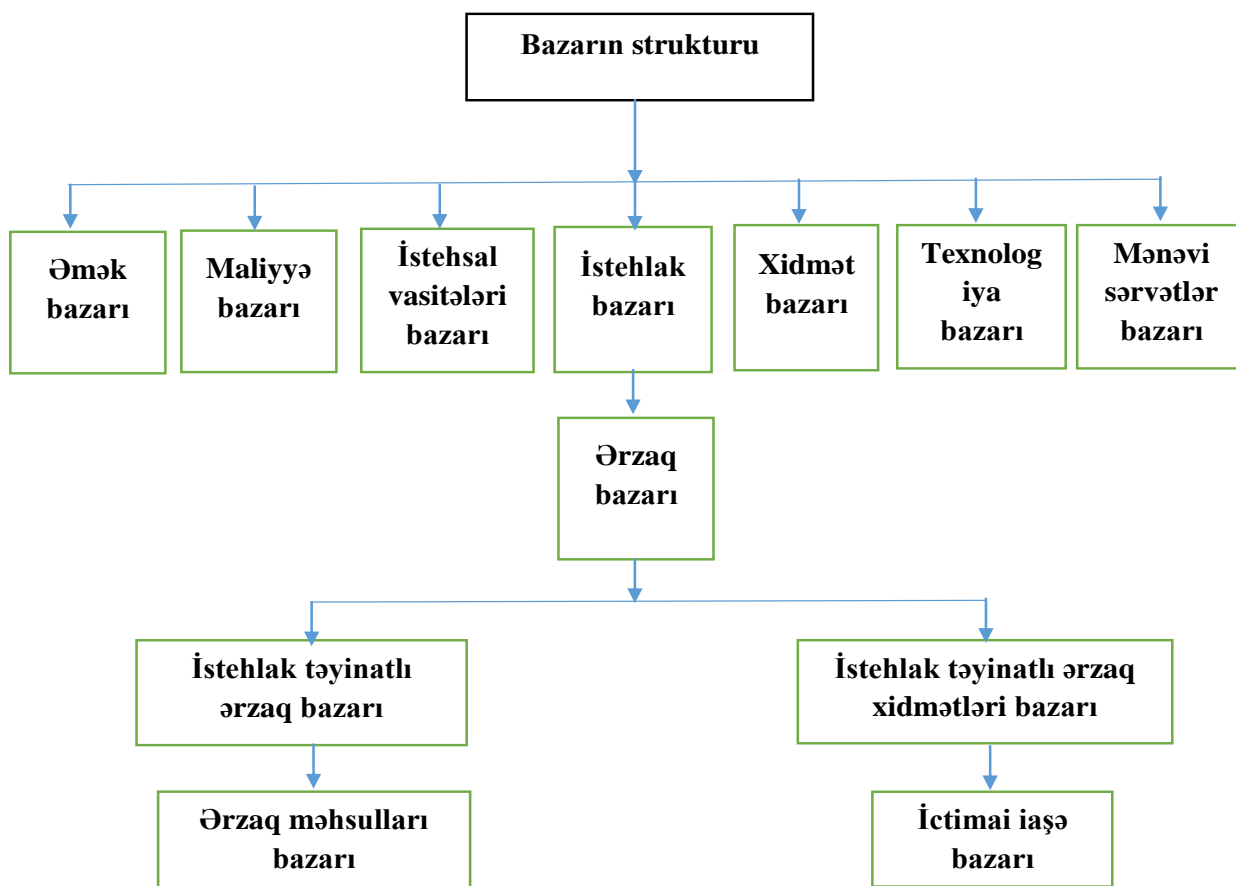 Bazarın strukturu
Əmək
bazarı
Maliyyə
bazarı
İstehsal
vasitələri
bazarı
İstehlak
bazarı
Xidmət
bazarı
Texnolog
iya
bazarı
Mənəvi
sərvətlər
bazarı
Ərzaq
bazarı
İstehlak təyinatlı
ərzaq bazarı
İstehlak təyinatlı ərzaq
xidmətləri bazarı
Ərzaq məhsulları
bazarı
İctimai iaşə
bazarı